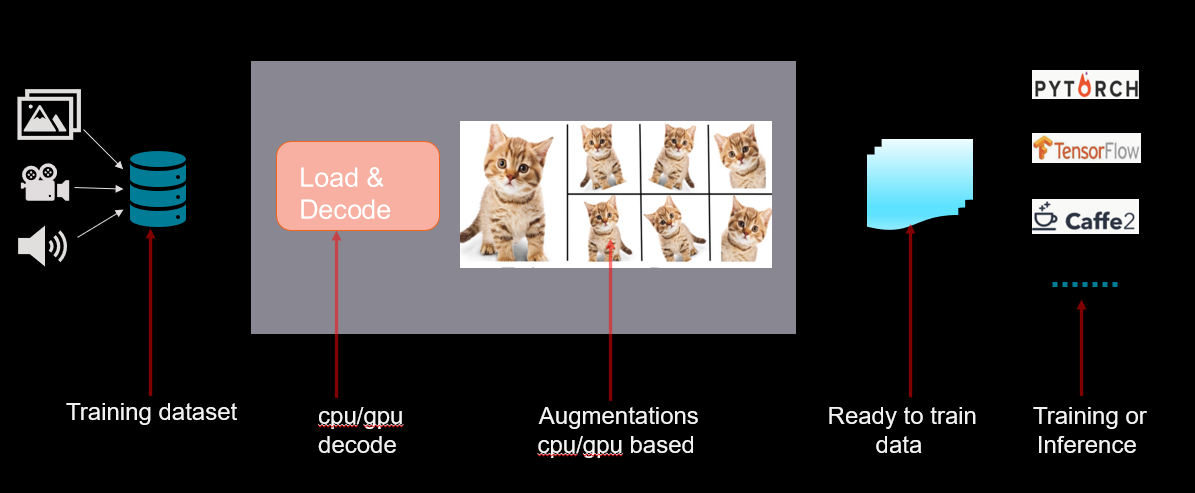 PYTORCH
TensorFlow
Caffe2
Load &
Decode
Training dataset
cpu/gpu
decode
Augmentations
cpu/gpu based
Ready to train
data
Training or
Inference